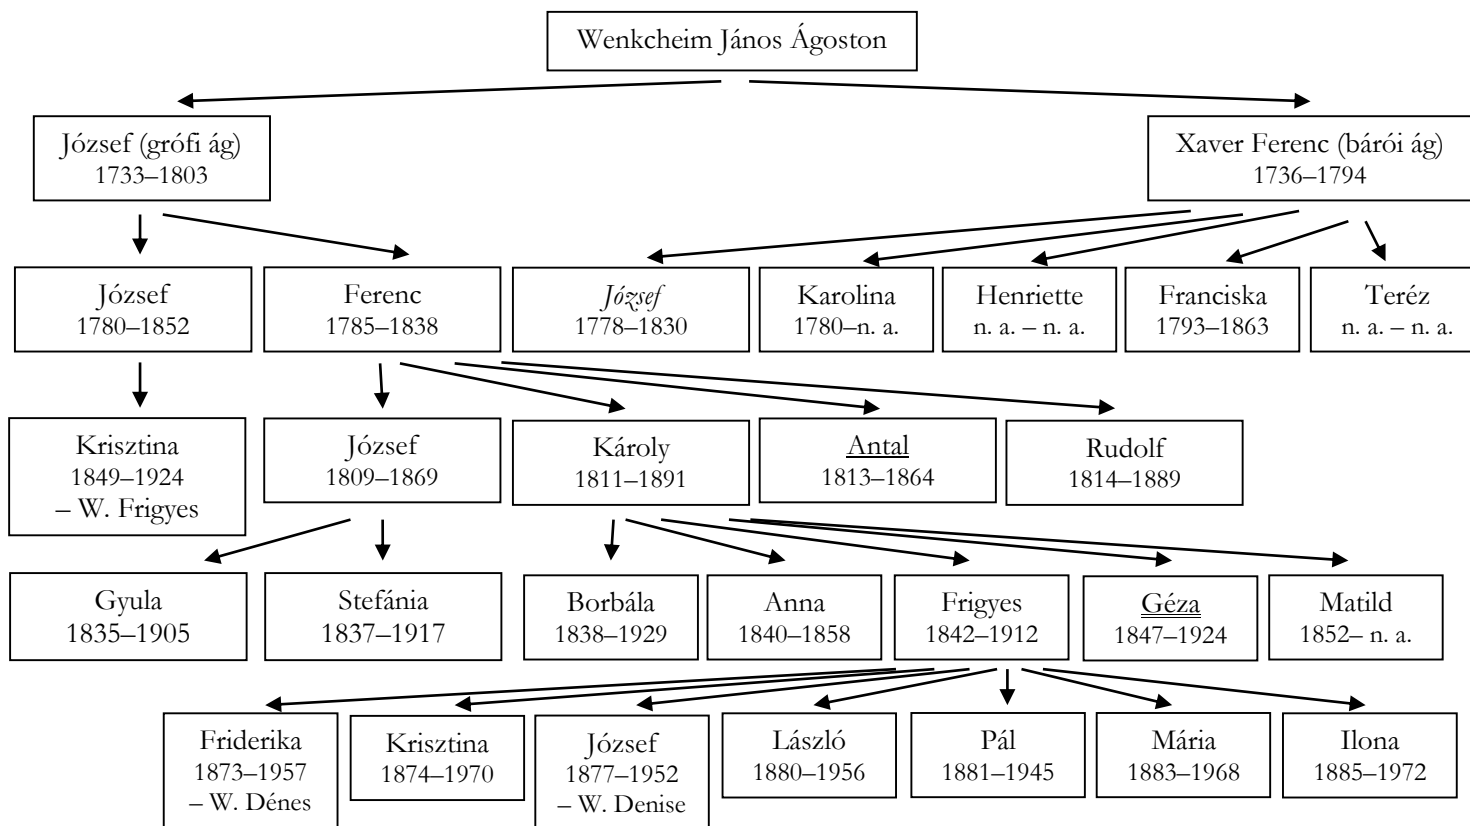 Wenkcheim János Ágoston
József (grófi ág)
1733–1803
Xaver Ferenc (bárói ág)
1736–1794
József
1780–1852
Ferenc
1785–1838
József
1778–1830
Karolina
1780–n. a.
Henriette
n. a. – n. a.
Franciska
1793–1863
Teréz
n. a. – n. a.
Krisztina
1849–1924
– W. Frigyes
József
1809–1869
Károly
1811–1891
Antal
1813–1864
Rudolf
1814–1889
Gyula
1835–1905
Stefánia
1837–1917
Borbála
1838–1929
Anna
1840–1858
Frigyes
1842–1912
Géza
1847–1924
Matild
1852– n. a.
Friderika
1873–1957
– W. Dénes
Krisztina
1874–1970
József
1877–1952
– W. Denise
László
1880–1956
Pál
1881–1945
Mária
1883–1968
Ilona
1885–1972